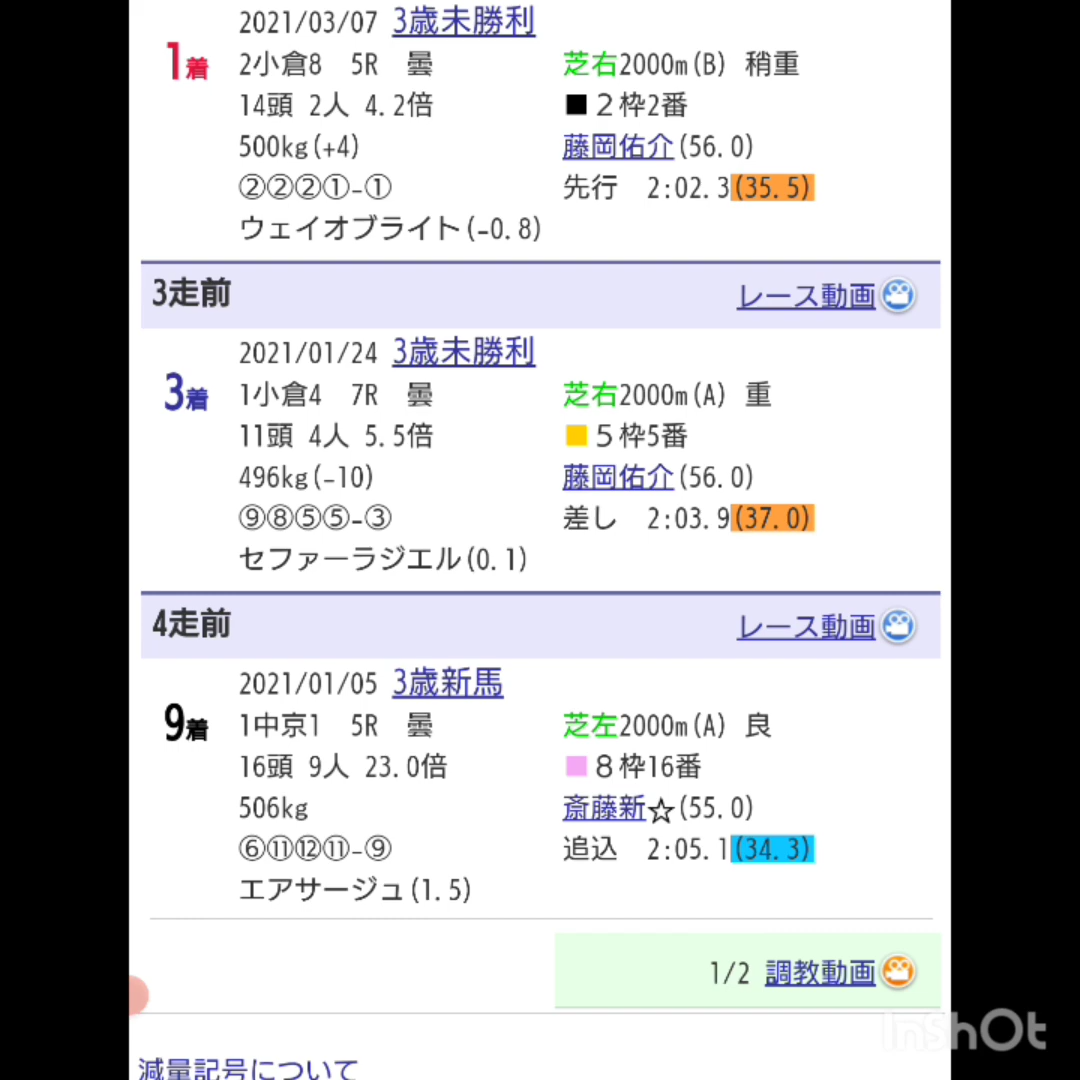 2021/03/07 3歳未勝利
1着 2小倉8 5R 曇 芝右2000m(B) 稍重
14頭 2人 4.2倍 ■2枠2番
500kg(+4) 藤岡佑介(56.0)
②②②①-① 先行 2:02.3(35.5)
ウェイオブライト(-0.8)
3走前 レース動画
2021/01/24 3歳未勝利
3着 1小倉4 7R 曇 芝右2000m(A) 重
11頭 4人 5.5倍 ■5枠5番
496kg(-10) 藤岡佑介(56.0)
⑨⑧⑤⑤-③ 差し 2:03.9(37.0)
セファーラジエル(0.1)
4走前 レース動画
2021/01/05 3歳新馬
9着 1中京1 5R 曇 芝左2000m(A) 良
16頭 9人 23.0倍 ■8枠16番
506kg 斎藤新☆(55.0)
⑥⑪⑫⑪-⑨ 追込 2:05.1(34.3)
エアサージュ(1.5)
1/2 調教動画
InShOt
減量記号について